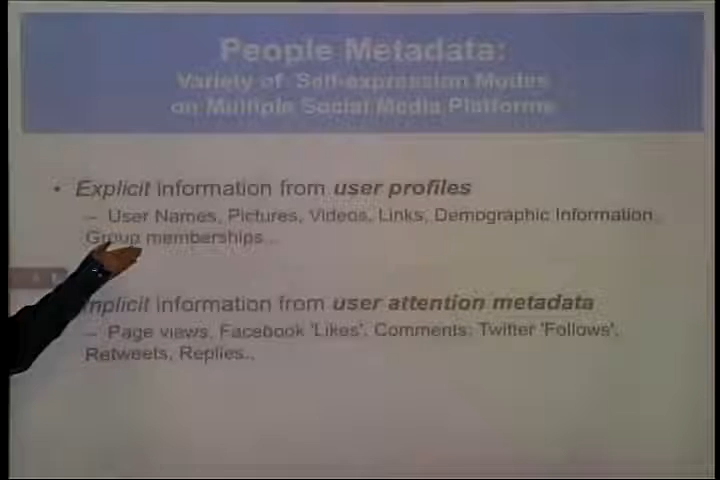 People Metadata:
Variety of Self-expression Modes
on Multiple Social Media Platforms
• Explicit information from user profiles
– User Names, Pictures, Videos, Links, Demographic Information,
Group memberships...
mplicit information from user attention metadata
– Page views, Facebook 'Likes', Comments, Twitter 'Follows',
Retweets, Replies..